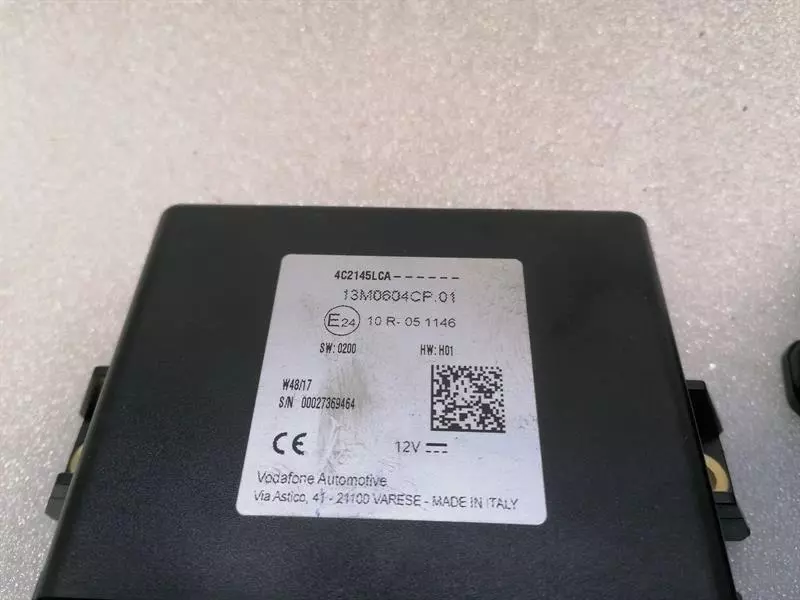 4C2145LCA------
13M0604CP.01
E24 10 R- 05 1146
SW: 0200 HW: H01
W48/17
S/N 00027369464
CE 12V
Vodafone Automotive
Via Astico, 41 - 21100 VARESE - MADE IN ITALY